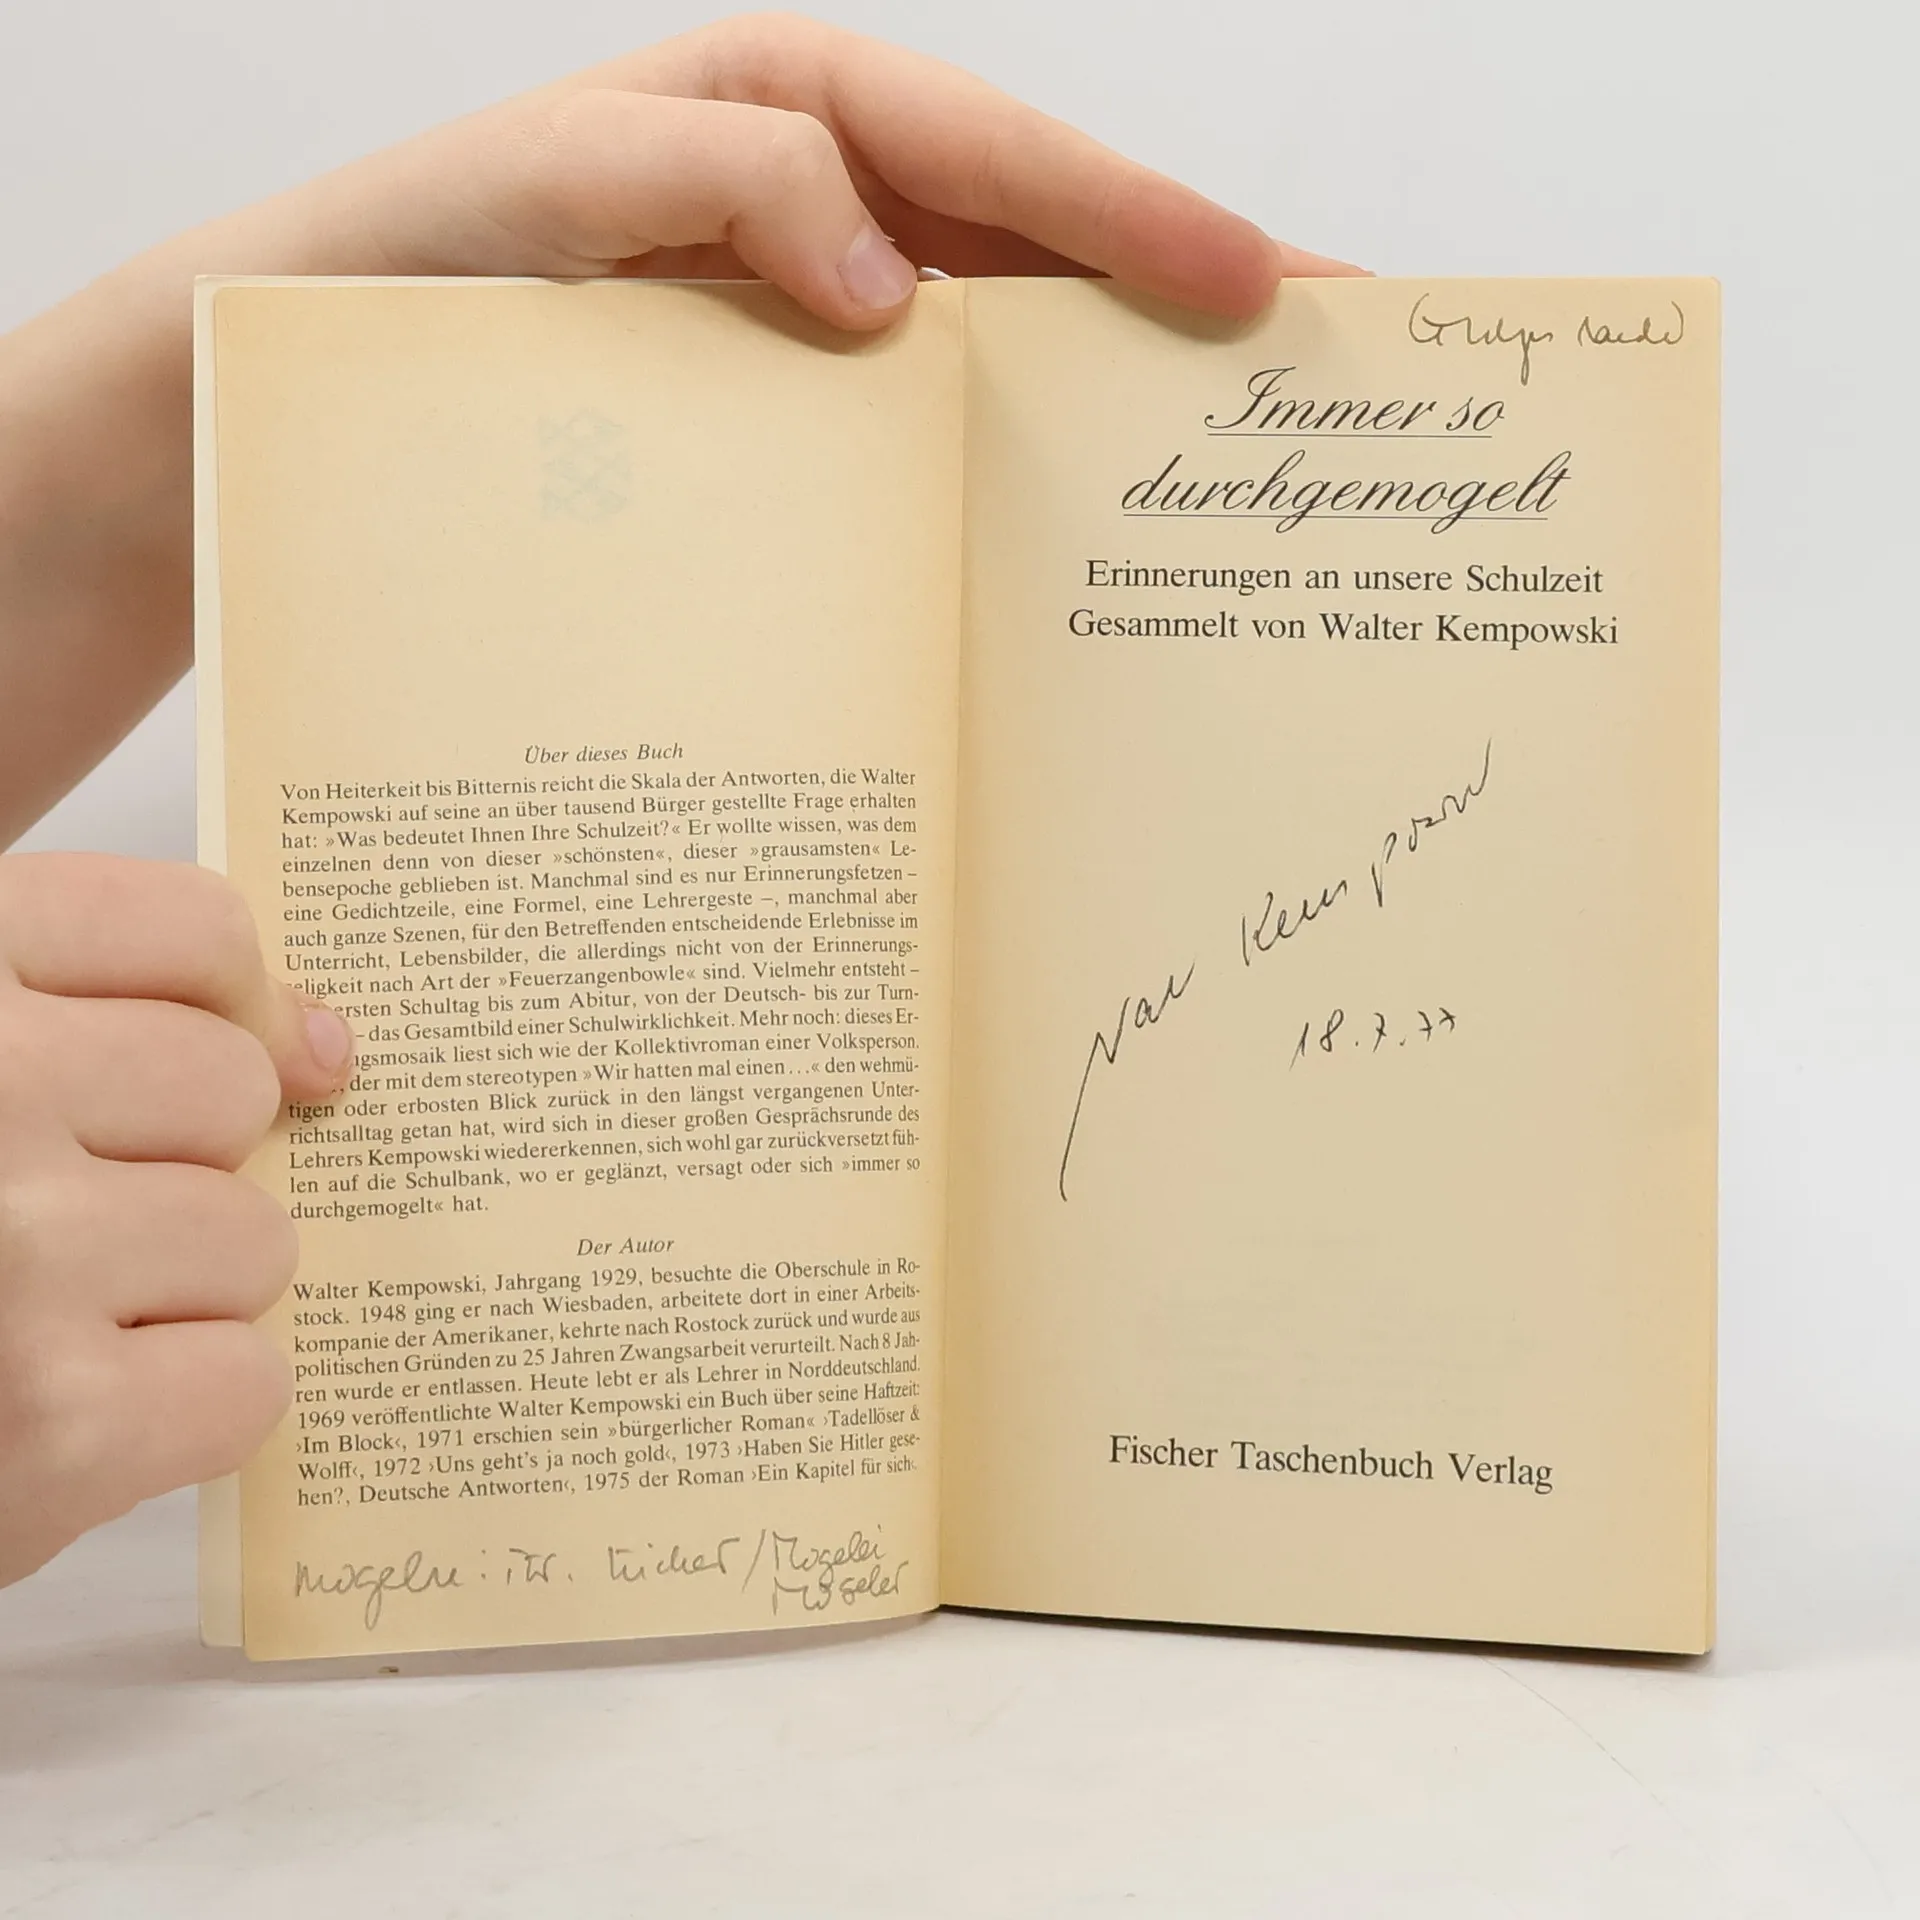 Über dieses Buch
Von Heiterkeit bis Bitternis reicht die Skala der Antworten, die Walter
Kempowski auf seine an über tausend Bürger gestellte Frage erhalten
hat: »Was bedeutet Ihnen Ihre Schulzeit?« Er wollte wissen, was dem
einzelnen denn von dieser »schönsten«, dieser »grausamsten« Le-
bensepoche geblieben ist. Manchmal sind es nur Erinnerungsfetzen –
eine Gedichtzeile, eine Formel, eine Lehrergeste –, manchmal aber
auch ganze Szenen, für den Betreffenden entscheidende Erlebnisse im
Unterricht, Lebensbilder, die allerdings nicht von der Erinnerungs-
eligkeit nach Art der »Feuerzangenbowle« sind. Vielmehr entsteht –
ersten Schultag bis zum Abitur, von der Deutsch- bis zur Turn-
– das Gesamtbild einer Schulwirklichkeit. Mehr noch: dieses Er-
ngsmosaik liest sich wie der Kollektivroman einer Volksperson.
, der mit dem stereotypen »Wir hatten mal einen...« den wehmü-
tigen oder erbosten Blick zurück in den längst vergangenen Unter-
richtsalltag getan hat, wird sich in dieser großen Gesprächsrunde des
Lehrers Kempowski wiedererkennen, sich wohl gar zurückversetzt füh-
len auf die Schulbank, wo er geglänzt, versagt oder sich »immer so
durchgemogelt« hat.
Der Autor
Walter Kempowski, Jahrgang 1929, besuchte die Oberschule in Ro-
stock. 1948 ging er nach Wiesbaden, arbeitete dort in einer Arbeits-
kompanie der Amerikaner, kehrte nach Rostock zurück und wurde aus
politischen Gründen zu 25 Jahren Zwangsarbeit verurteilt. Nach 8 Jah-
ren wurde er entlassen. Heute lebt er als Lehrer in Norddeutschland.
1969 veröffentlichte Walter Kempowski ein Buch über seine Haftzeit:
›Im Block‹, 1971 erschien sein »bürgerlicher Roman« ›Tadellöser &
Wolff‹, 1972 ›Uns geht's ja noch gold‹, 1973 ›Haben Sie Hitler gese-
hen?, Deutsche Antworten‹, 1975 der Roman ›Ein Kapitel für sich‹.
mogeln: / Mogelei
Immer so
durchgemogelt
Erinnerungen an unsere Schulzeit
Gesammelt von Walter Kempowski
Kempowski
18.7.77
Fischer Taschenbuch Verlag